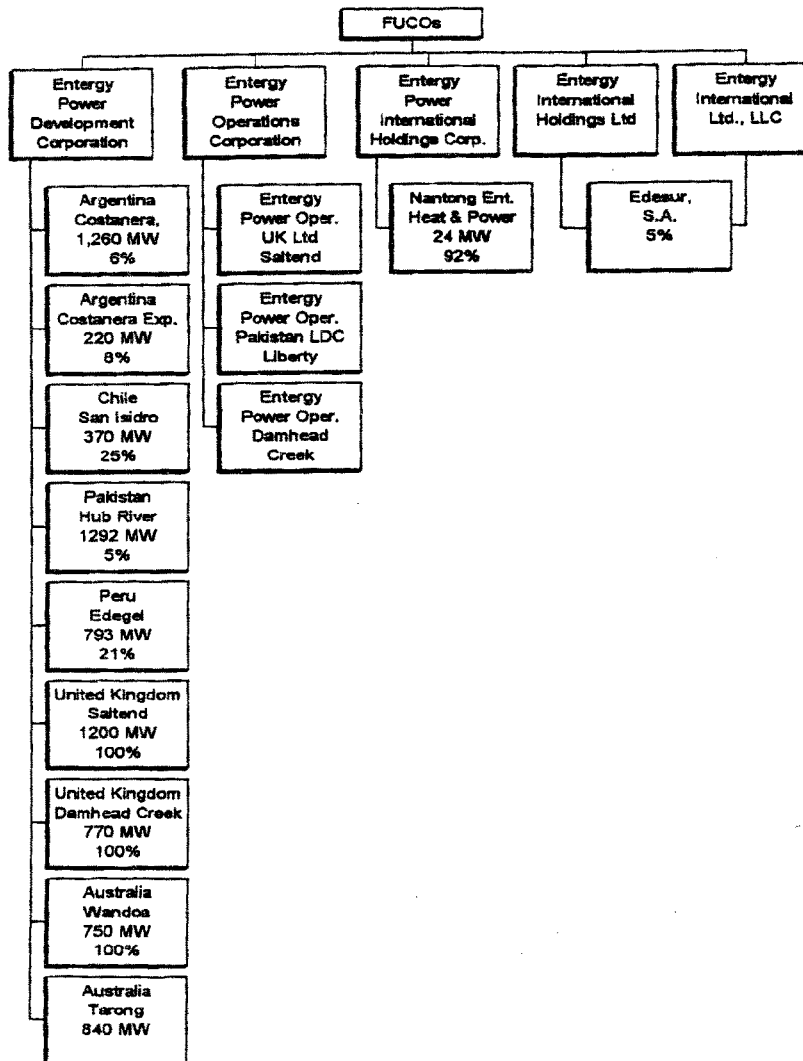 FUCOs
Entergy
Power
Development
Corporation
Entergy
Power
Operations
Corporation
Entergy
Power
International
Holdings Corp.
Entergy
International
Holdings Ltd
Entergy
International
Ltd., LLC
Argentina
Costanera,
1,260 MW
6%
Argentina
Costanera Exp.
220 MW
8%
Chile
San Isidro
370 MW
25%
Pakistan
Hub River
1292 MW
5%
Peru
Edegel
793 MW
21%
United Kingdom
Saltend
1200 MW
100%
United Kingdom
Damhead Creek
770 MW
100%
Australia
Wandoa
750 MW
100%
Australia
Tarong
840 MW
Entergy
Power Oper.
UK Ltd
Saltend
Entergy
Power Oper.
Pakistan LDC
Liberty
Entergy
Power Oper.
Damhead
Creek
Nantong Ent.
Heat & Power
24 MW
92%
Edesur,
S.A.
5%